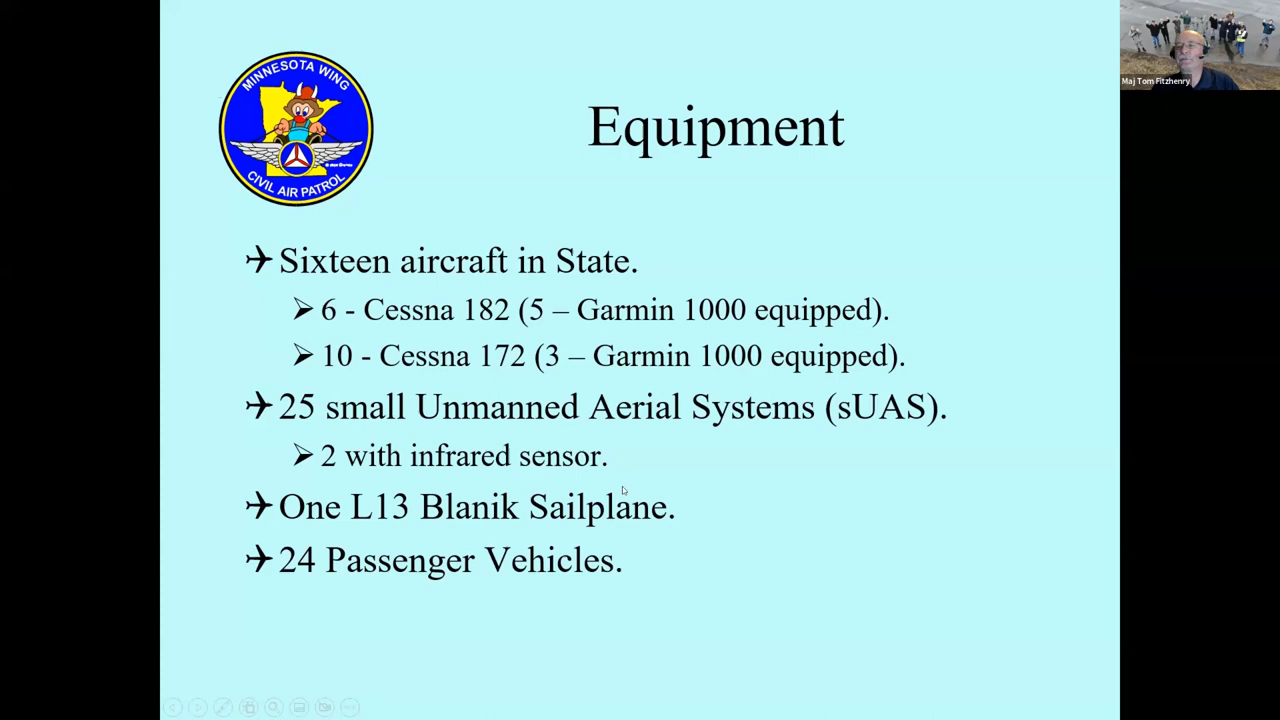 MINNESOTA WING
CIVIL AIR PATROL
Equipment
Sixteen aircraft in State.
6 - Cessna 182 (5 – Garmin 1000 equipped).
10 - Cessna 172 (3 – Garmin 1000 equipped).
25 small Unmanned Aerial Systems (sUAS).
2 with infrared sensor.
One L13 Blanik Sailplane.
24 Passenger Vehicles.
Maj Tom Fitzhenry